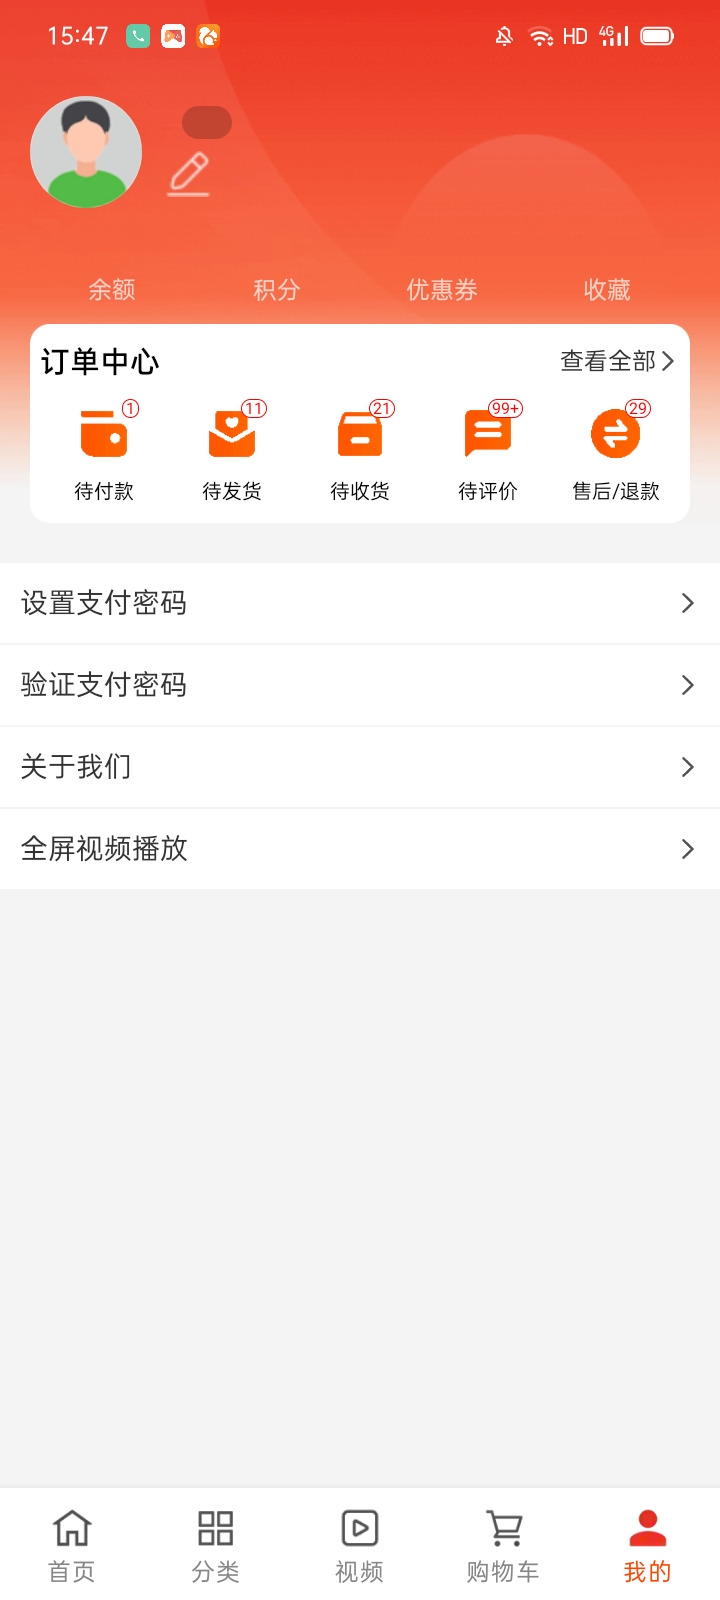 15:47 HD 4G
余额 积分 优惠券 收藏
订单中心 查看全部
1 11 21 99+ 29
待付款 待发货 待收货 待评价 售后/退款
设置支付密码
验证支付密码
关于我们
全屏视频播放
首页 分类 视频 购物车 我的